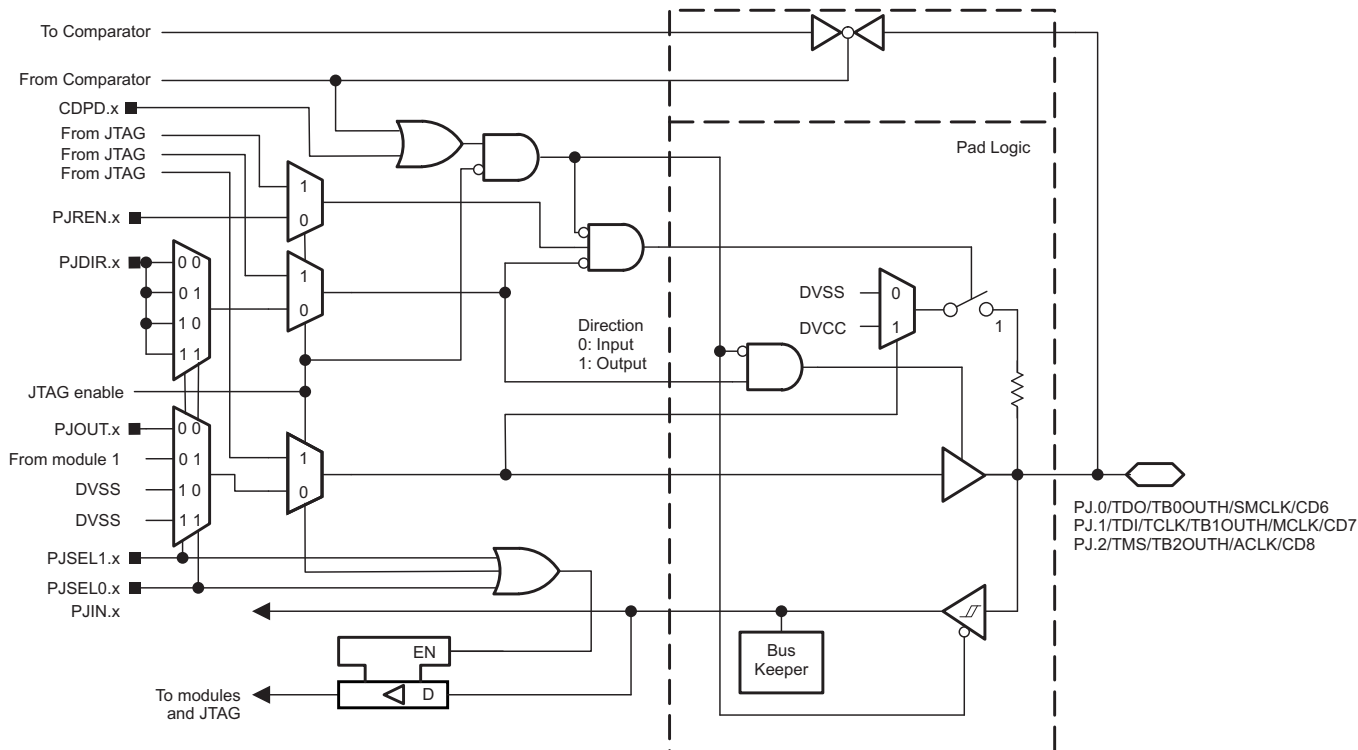 To Comparator
From Comparator
CDPD.x
From JTAG
From JTAG
From JTAG
Pad Logic
1
PJREN.x
0
PJDIR.x
0 0
1
0 1
0
1 0
1 1
Direction
0: Input
1: Output
DVSS
0
DVCC
1
1
JTAG enable
PJOUT.x
0 0
From module 1
0 1
1
DVSS
1 0
0
DVSS
1 1
PJ.0/TDO/TB0OUTH/SMCLK/CD6
PJ.1/TDI/TCLK/TB1OUTH/MCLK/CD7
PJ.2/TMS/TB2OUTH/ACLK/CD8
PJSEL1.x
PJSEL0.x
PJIN.x
Bus
Keeper
EN
D
To modules
and JTAG